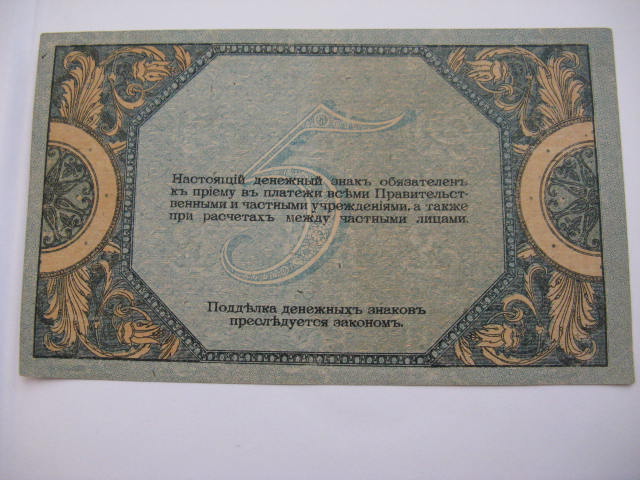 5
Настоящій денежный знакъ обязателенъ
къ пріему въ платежи всѣми Правительст-
венными и частными учрежденіями, а также
при расчетахъ между частными лицами.
Поддѣлка денежныхъ знаковъ
преслѣдуется закономъ.